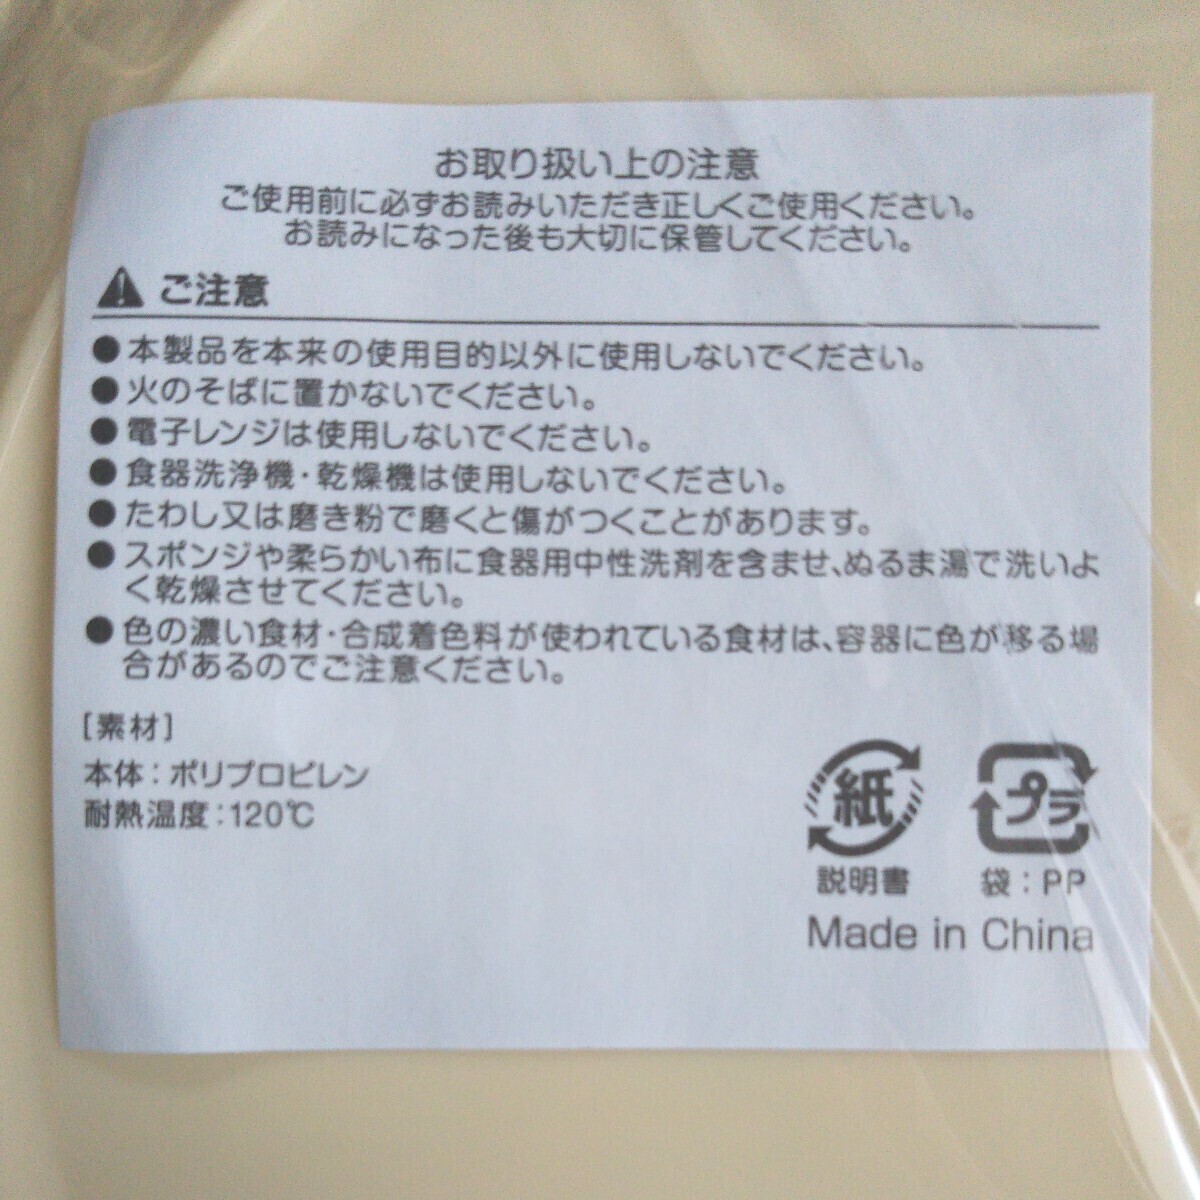 お取り扱い上の注意
ご使用前に必ずお読みいただき正しくご使用ください。
お読みになった後も大切に保管してください。
ご注意
●本製品を本来の使用目的以外に使用しないでください。
●火のそばに置かないでください。
●電子レンジは使用しないでください。
●食器洗浄機・乾燥機は使用しないでください。
●たわし又は磨き粉で磨くと傷がつくことがあります。
●スポンジや柔らかい布に食器用中性洗剤を含ませ、ぬるま湯で洗いよ
く乾燥させてください。
●色の濃い食材・合成着色料が使われている食材は、容器に色が移る場
合があるのでご注意ください。
[素材]
本体：ポリプロピレン
耐熱温度：120℃
紙 プラ
説明書 袋：PP
Made in China